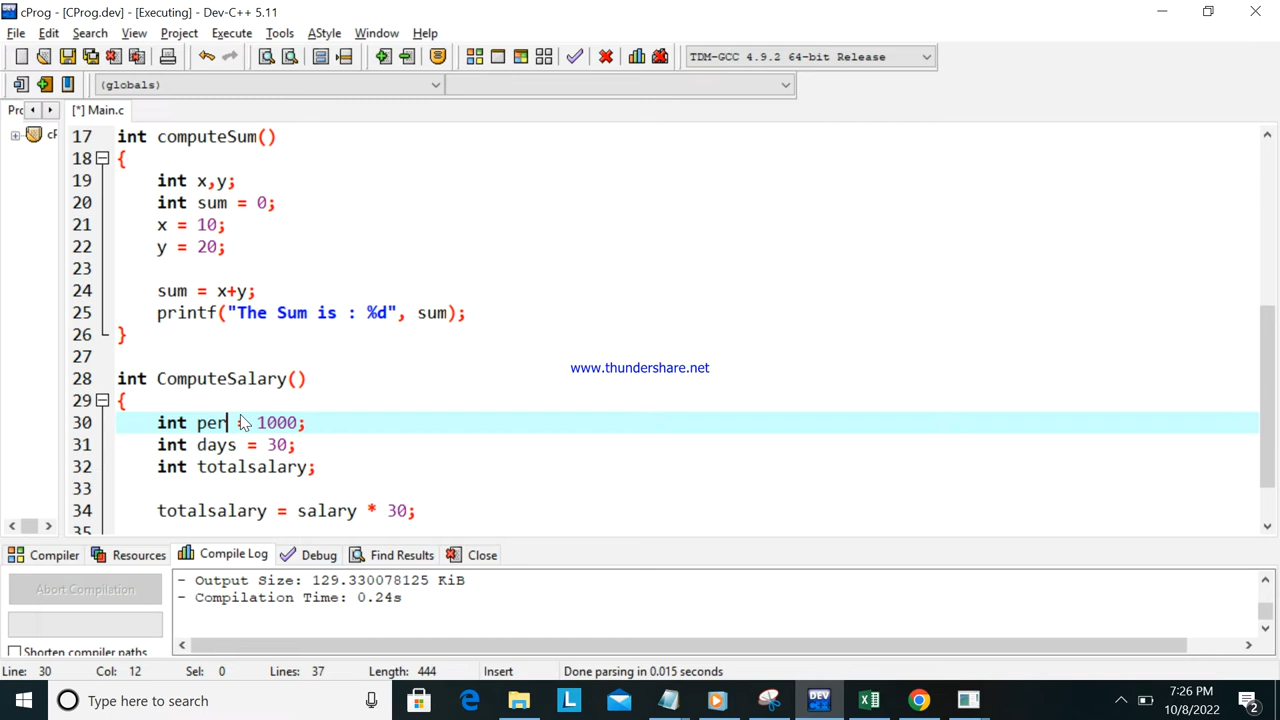 cProg - [CProg.dev] - [Executing] - Dev-C++ 5.11
File Edit Search View Project Execute Tools AStyle Window Help
TDM-GCC 4.9.2 64-bit Release
(globals)
[*] Main.c
17 int computeSum()
18 {
19 int x,y;
20 int sum = 0;
21 x = 10;
22 y = 20;
23
24 sum = x+y;
25 printf("The Sum is : %d", sum);
26 }
27
www.thundershare.net
28 int ComputeSalary()
29 {
30 int per = 1000;
31 int days = 30;
32 int totalsalary;
33
34 totalsalary = salary * 30;
35
Compiler Resources Compile Log Debug Find Results Close
Abort Compilation
- Output Size: 129.330078125 KiB
- Compilation Time: 0.24s
Shorten compiler paths
Line: 30 Col: 12 Sel: 0 Lines: 37 Length: 444 Insert Done parsing in 0.015 seconds
Type here to search
L
DEV
7:26 PM
10/8/2022
2